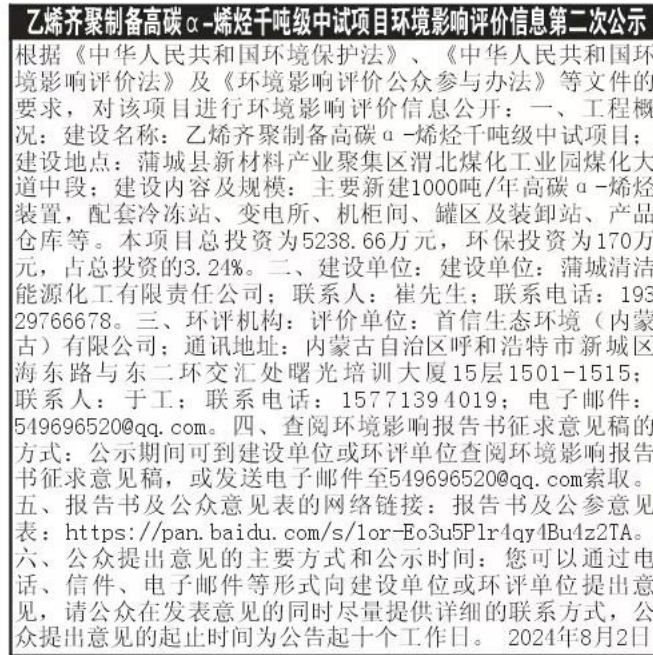 乙烯齐聚制备高碳α-烯烃千吨级中试项目环境影响评价信息第二次公示
根据《中华人民共和国环境保护法》、《中华人民共和国环
境影响评价法》及《环境影响评价公众参与办法》等文件的
要求，对该项目进行环境影响评价信息公开：一、工程概
况：建设名称：乙烯齐聚制备高碳α-烯烃千吨级中试项目；
建设地点：蒲城县新材料产业聚集区渭北煤化工业园煤化大
道中段；建设内容及规模：主要新建1000吨/年高碳α-烯烃
装置，配套冷冻站、变电所、机柜间、罐区及装卸站、产品
仓库等。本项目总投资为5238.66万元，环保投资为170万
元，占总投资的3.24%。二、建设单位：建设单位：蒲城清洁
能源化工有限责任公司；联系人：崔先生；联系电话：193
29766678。三、环评机构：评价单位：首信生态环境（内蒙
古）有限公司；通讯地址：内蒙古自治区呼和浩特市新城区
海东路与东二环交汇处曙光培训大厦15层1501-1515；
联系人：于工；联系电话：15771394019；电子邮件：
549696520@qq.com。四、查阅环境影响报告书征求意见稿的
方式：公示期间可到建设单位或环评单位查阅环境影响报告
书征求意见稿，或发送电子邮件至549696520@qq.com索取。
五、报告书及公众意见表的网络链接：报告书及公参意见
表：https://pan.baidu.com/s/1or-Eo3u5Plr4qy4Bu4z2TA。
六、公众提出意见的主要方式和公示时间：您可以通过电
话、信件、电子邮件等形式向建设单位或环评单位提出意
见，请公众在发表意见的同时尽量提供详细的联系方式，公
众提出意见的起止时间为公告起十个工作日。 2024年8月2日